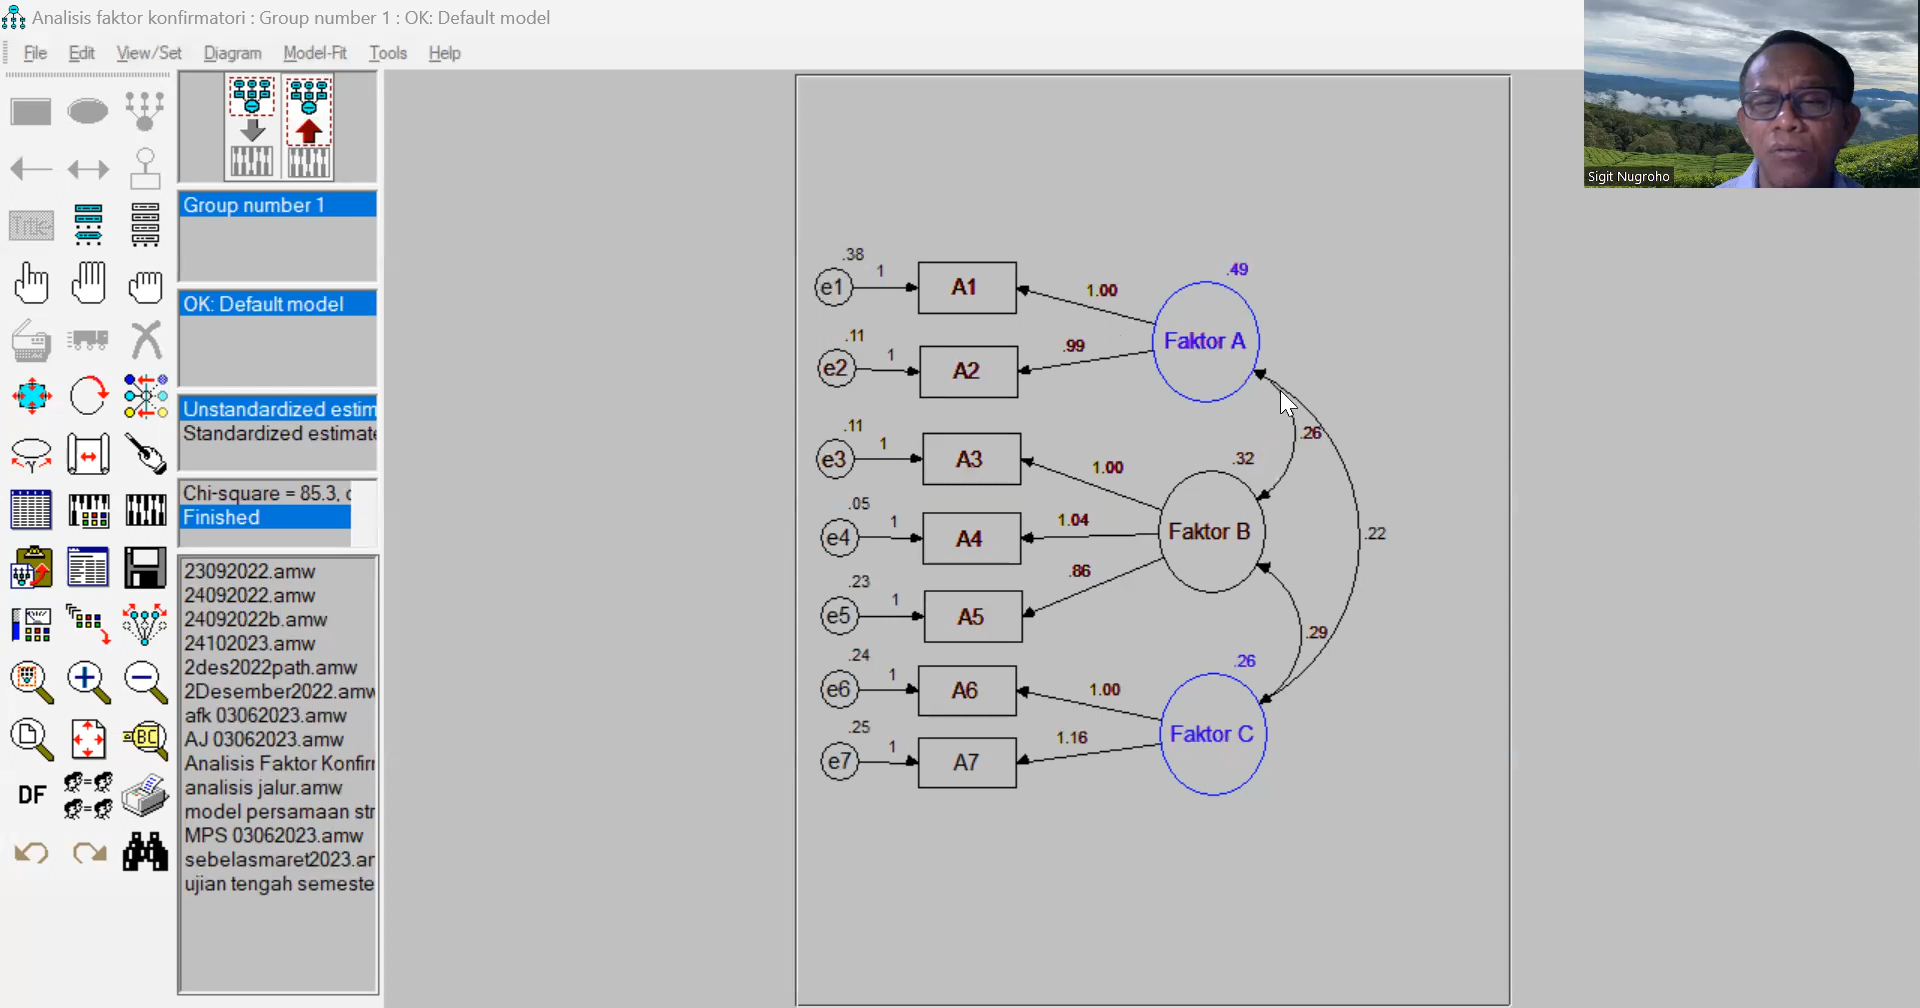 Analisis faktor konfirmatori : Group number 1 : OK: Default model
File Edit View/Set Diagram Model-Fit Tools Help
Sigit Nugroho
Title
DF
BC
Group number 1
OK: Default model
Unstandardized estim
Standardized estimate
Chi-square = 85.3, d
Finished
23092022.amw
24092022.amw
24092022b.amw
24102023.amw
2des2022path.amw
2Desember2022.amw
afk 03062023.amw
AJ 03062023.amw
Analisis Faktor Konfir
analisis jalur.amw
model persamaan str
MPS 03062023.amw
sebelasmaret2023.ar
ujian tengah semeste
.38
e1 1 A1 1.00
.49
Faktor A
.11
e2 1 A2 .99
.11
e3 1 A3 1.00
.26
.32
Faktor B
.05
e4 1 A4 1.04
.22
.23
e5 1 A5 .86
.29
.24
e6 1 A6 1.00
.26
Faktor C
.25
e7 1 A7 1.16